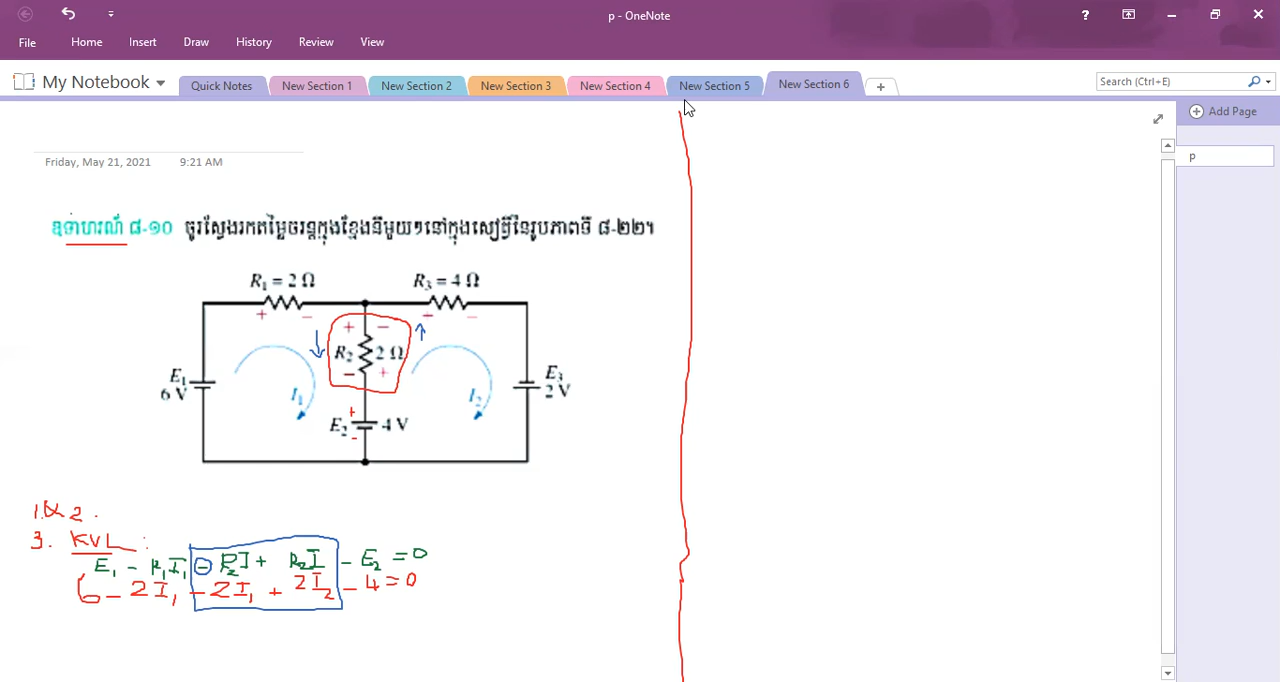 p - OneNote
File Home Insert Draw History Review View
My Notebook Quick Notes New Section 1 New Section 2 New Section 3 New Section 4 New Section 5 New Section 6 + Search (Ctrl+E)
Add Page
p
Friday, May 21, 2021 9:21 AM
ឧទាហរណ៍ ៨-១០ ចូរស្វែងរកតម្លៃចរន្តក្នុងខ្នែងនីមួយៗនៅក្នុងសៀគ្វីនៃរូបភាពទី ៨-២២។
R₁ = 2 Ω R₃ = 4 Ω
+ − + −
+ −
R₂ 2 Ω
− +
E₁ 6 V
I₁ I₂
E₃ 2 V
+
E₂ 4 V
-
1. & 2.
3. KVL :
E₁ - R₁I₁ - R₂I + R₂I - E₂ = 0
6 - 2I₁ - 2I₁ + 2I₂ - 4 = 0